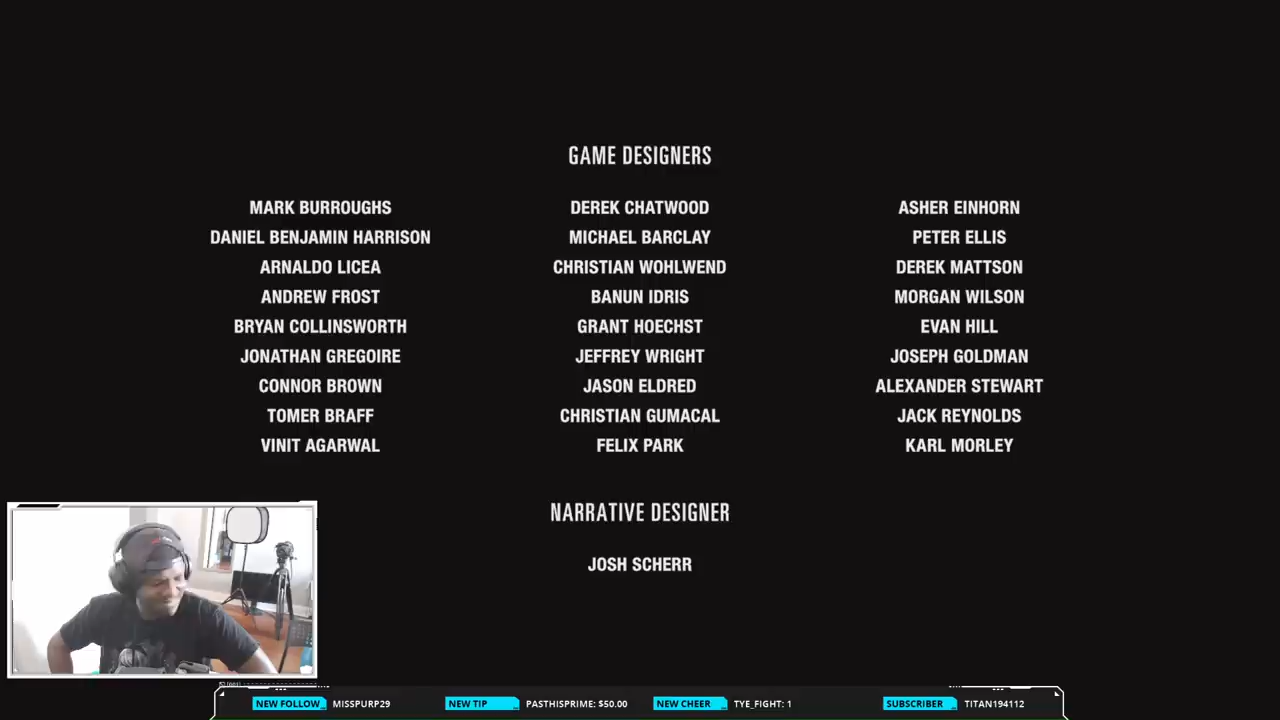 GAME DESIGNERS
MARK BURROUGHS
DANIEL BENJAMIN HARRISON
ARNALDO LICEA
ANDREW FROST
BRYAN COLLINSWORTH
JONATHAN GREGOIRE
CONNOR BROWN
TOMER BRAFF
VINIT AGARWAL
DEREK CHATWOOD
MICHAEL BARCLAY
CHRISTIAN WOHLWEND
BANUN IDRIS
GRANT HOECHST
JEFFREY WRIGHT
JASON ELDRED
CHRISTIAN GUMACAL
FELIX PARK
ASHER EINHORN
PETER ELLIS
DEREK MATTSON
MORGAN WILSON
EVAN HILL
JOSEPH GOLDMAN
ALEXANDER STEWART
JACK REYNOLDS
KARL MORLEY
NARRATIVE DESIGNER
JOSH SCHERR
NEW FOLLOW MISSPURP29
NEW TIP PASTHISPRIME: $50.00
NEW CHEER TYE_FIGHT: 1
SUBSCRIBER TITAN194112